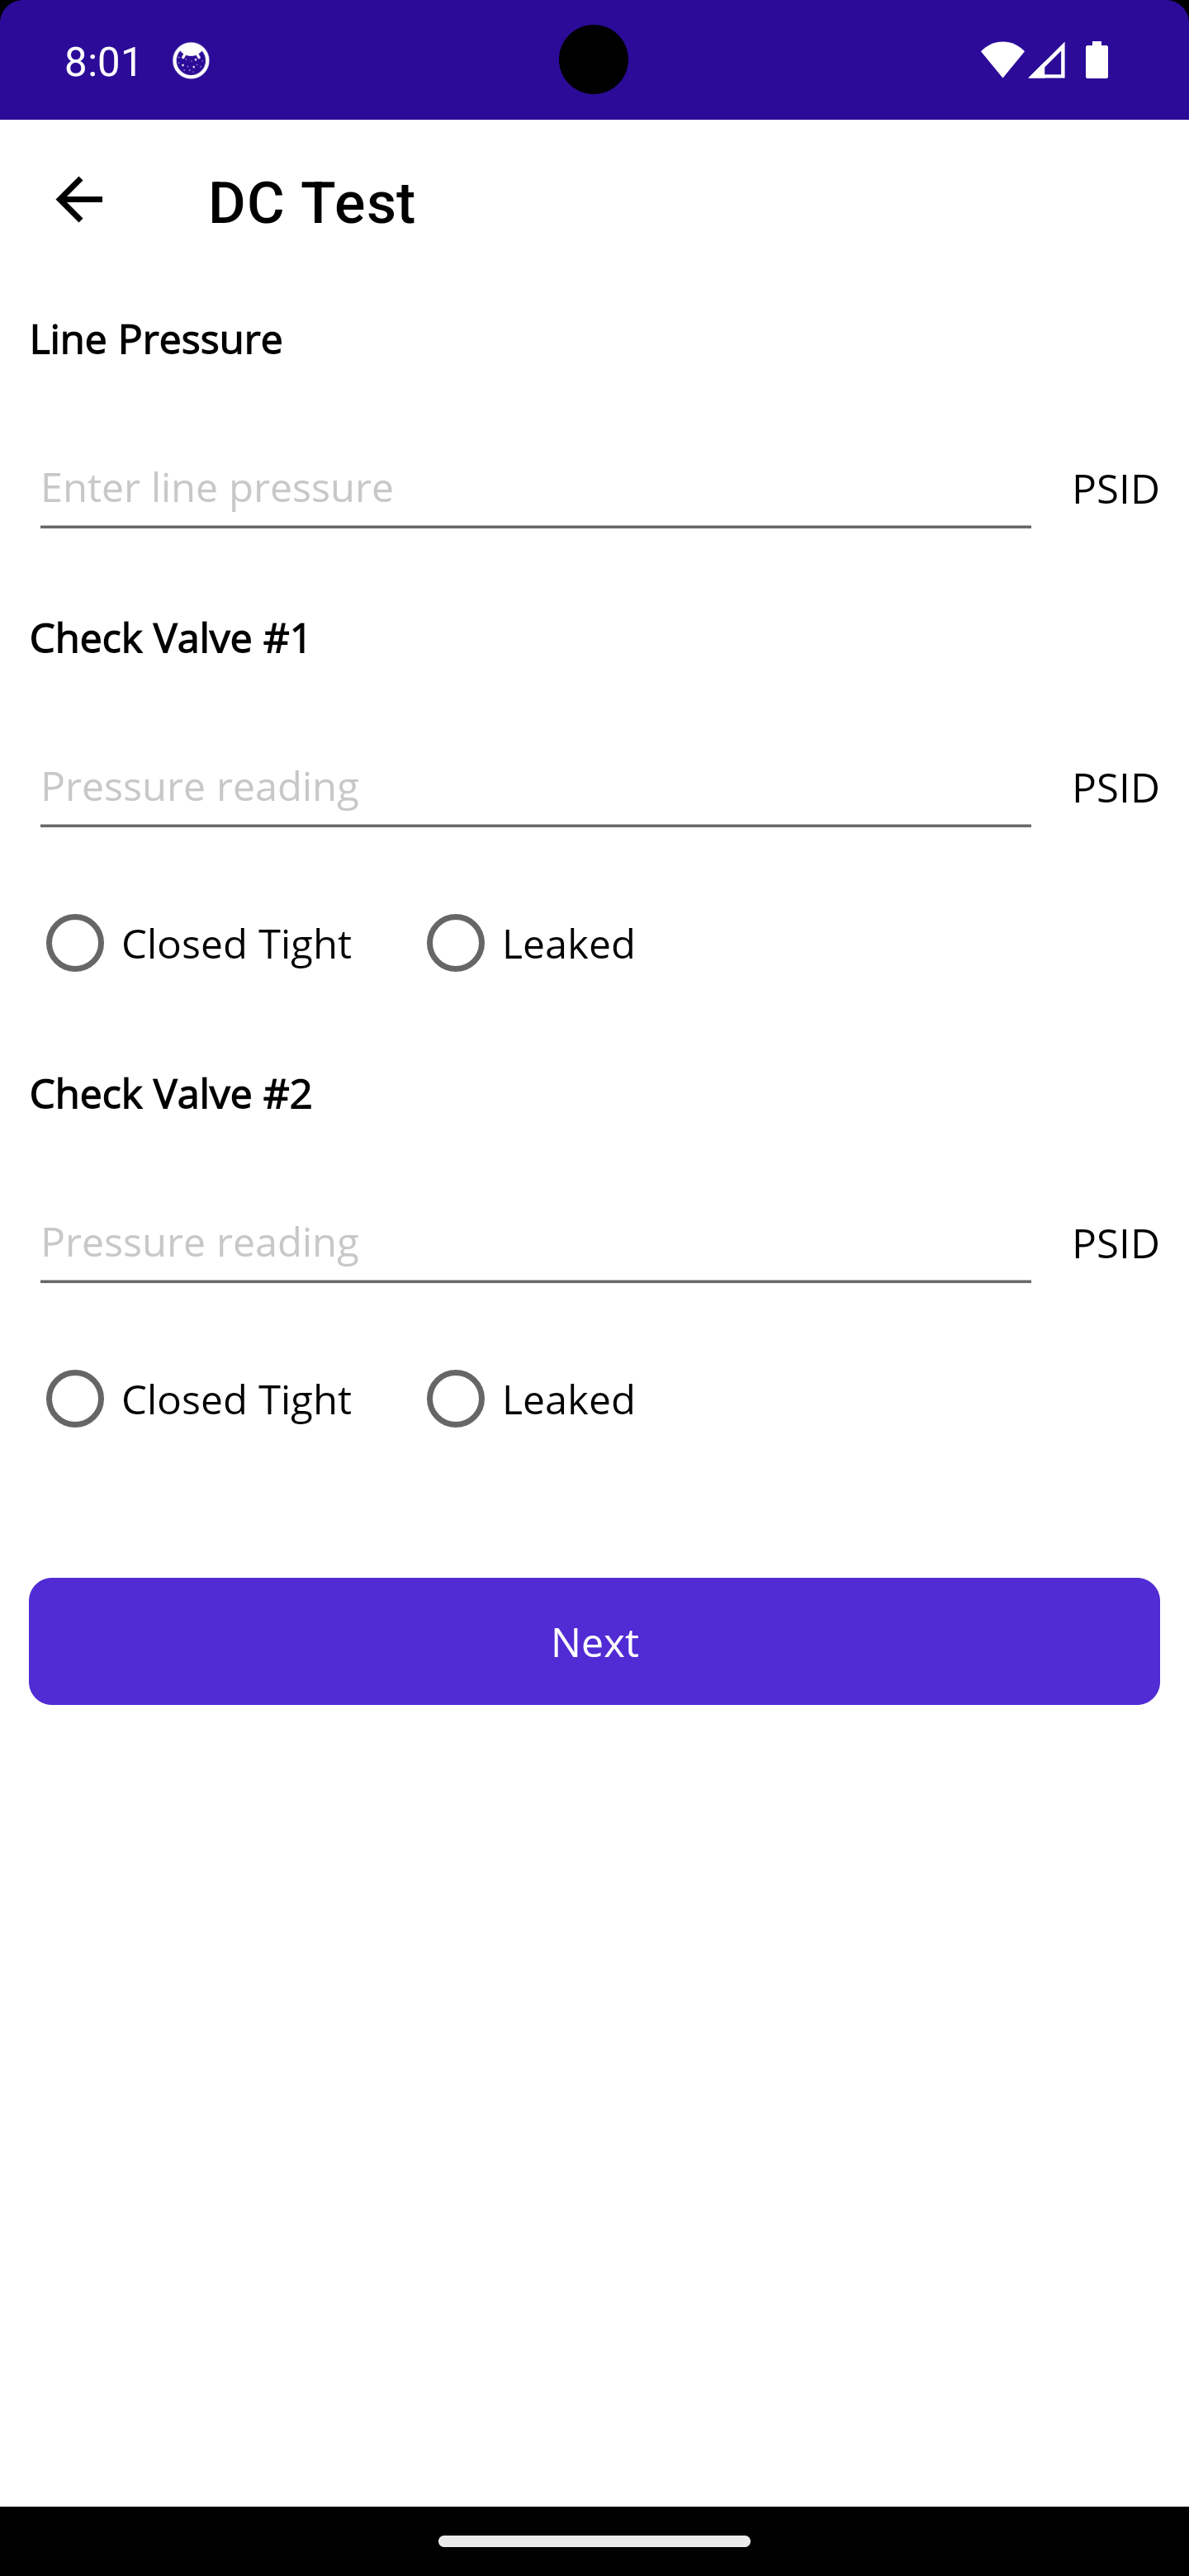 8:01
DC Test
Line Pressure
Enter line pressure PSID
Check Valve #1
Pressure reading PSID
Closed Tight Leaked
Check Valve #2
Pressure reading PSID
Closed Tight Leaked
Next